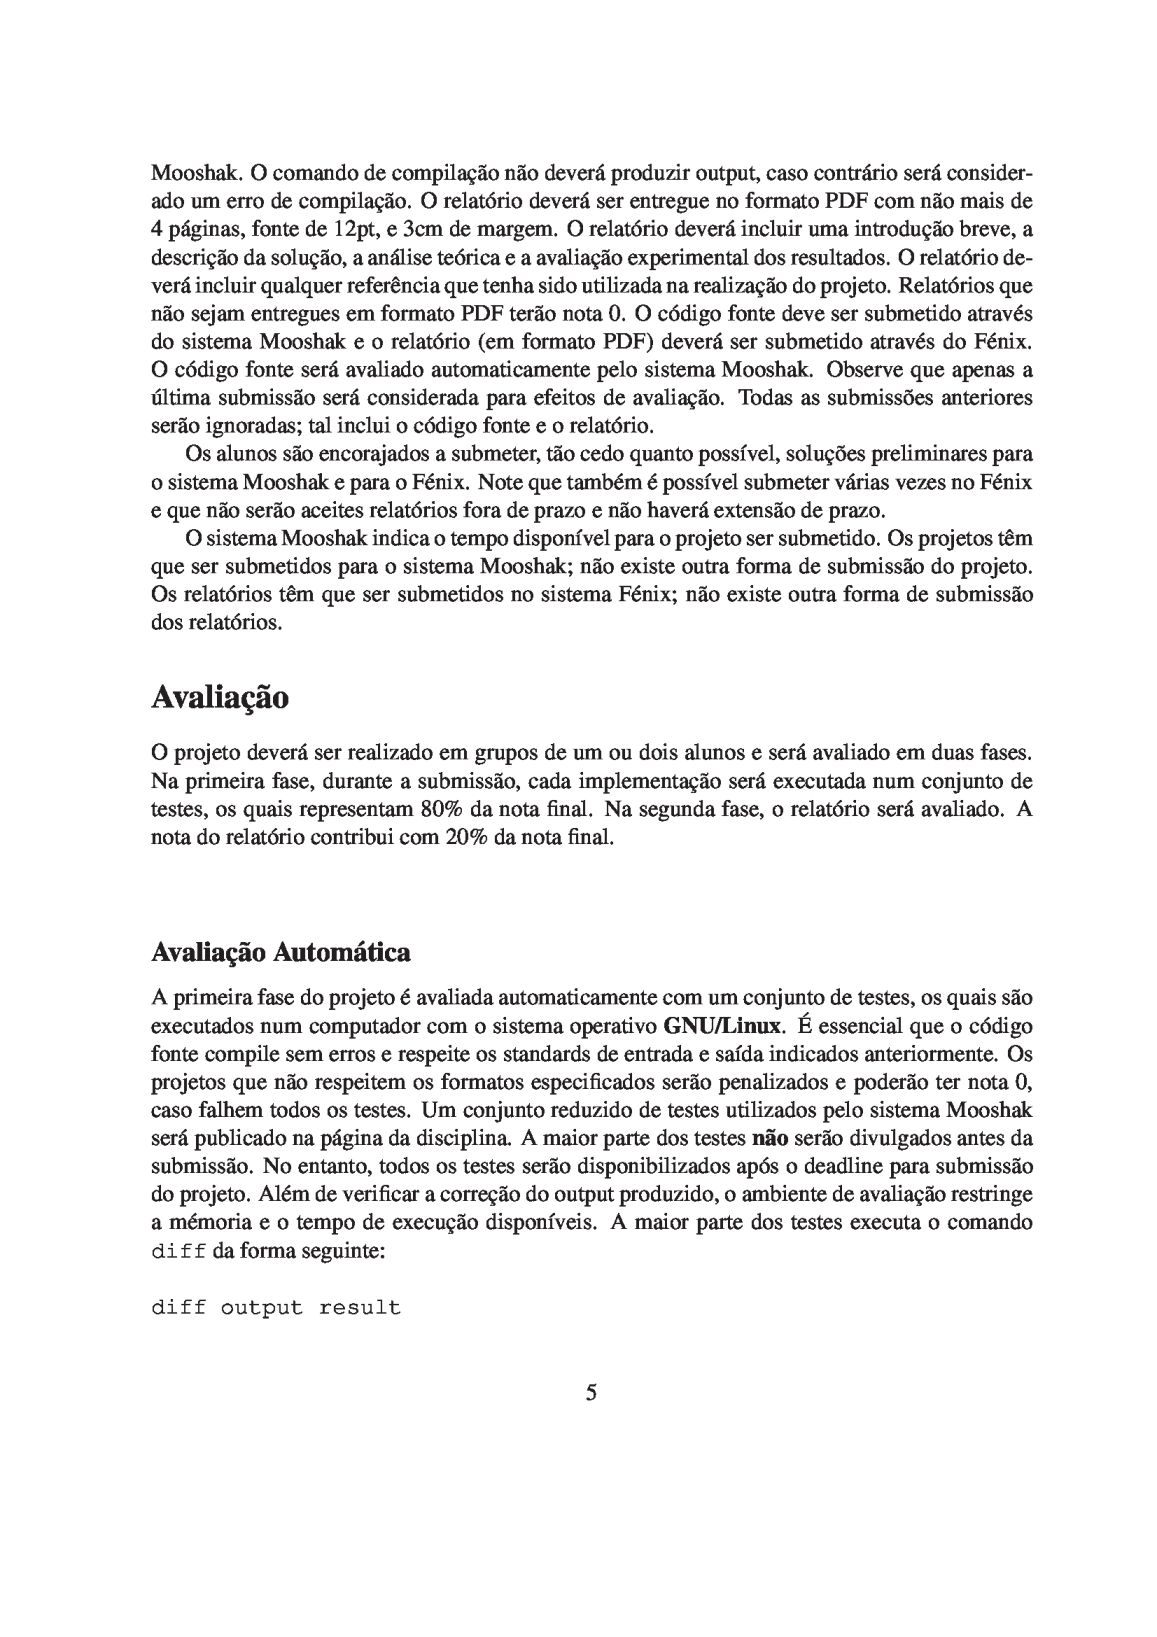 Mooshak. O comando de compilação não deverá produzir output, caso contrário será consider-
ado um erro de compilação. O relatório deverá ser entregue no formato PDF com não mais de
4 páginas, fonte de 12pt, e 3cm de margem. O relatório deverá incluir uma introdução breve, a
descrição da solução, a análise teórica e a avaliação experimental dos resultados. O relatório de-
verá incluir qualquer referência que tenha sido utilizada na realização do projeto. Relatórios que
não sejam entregues em formato PDF terão nota 0. O código fonte deve ser submetido através
do sistema Mooshak e o relatório (em formato PDF) deverá ser submetido através do Fénix.
O código fonte será avaliado automaticamente pelo sistema Mooshak. Observe que apenas a
última submissão será considerada para efeitos de avaliação. Todas as submissões anteriores
serão ignoradas; tal inclui o código fonte e o relatório.
Os alunos são encorajados a submeter, tão cedo quanto possível, soluções preliminares para
o sistema Mooshak e para o Fénix. Note que também é possível submeter várias vezes no Fénix
e que não serão aceites relatórios fora de prazo e não haverá extensão de prazo.
O sistema Mooshak indica o tempo disponível para o projeto ser submetido. Os projetos têm
que ser submetidos para o sistema Mooshak; não existe outra forma de submissão do projeto.
Os relatórios têm que ser submetidos no sistema Fénix; não existe outra forma de submissão
dos relatórios.
Avaliação
O projeto deverá ser realizado em grupos de um ou dois alunos e será avaliado em duas fases.
Na primeira fase, durante a submissão, cada implementação será executada num conjunto de
testes, os quais representam 80% da nota final. Na segunda fase, o relatório será avaliado. A
nota do relatório contribui com 20% da nota final.
Avaliação Automática
A primeira fase do projeto é avaliada automaticamente com um conjunto de testes, os quais são
executados num computador com o sistema operativo GNU/Linux. É essencial que o código
fonte compile sem erros e respeite os standards de entrada e saída indicados anteriormente. Os
projetos que não respeitem os formatos especificados serão penalizados e poderão ter nota 0,
caso falhem todos os testes. Um conjunto reduzido de testes utilizados pelo sistema Mooshak
será publicado na página da disciplina. A maior parte dos testes não serão divulgados antes da
submissão. No entanto, todos os testes serão disponibilizados após o deadline para submissão
do projeto. Além de verificar a correção do output produzido, o ambiente de avaliação restringe
a mémoria e o tempo de execução disponíveis. A maior parte dos testes executa o comando
diff da forma seguinte:
diff output result
5